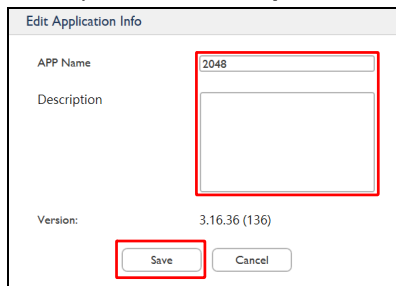 Edit Application Info
APP Name 2048
Description
Version: 3.16.36 (136)
Save Cancel